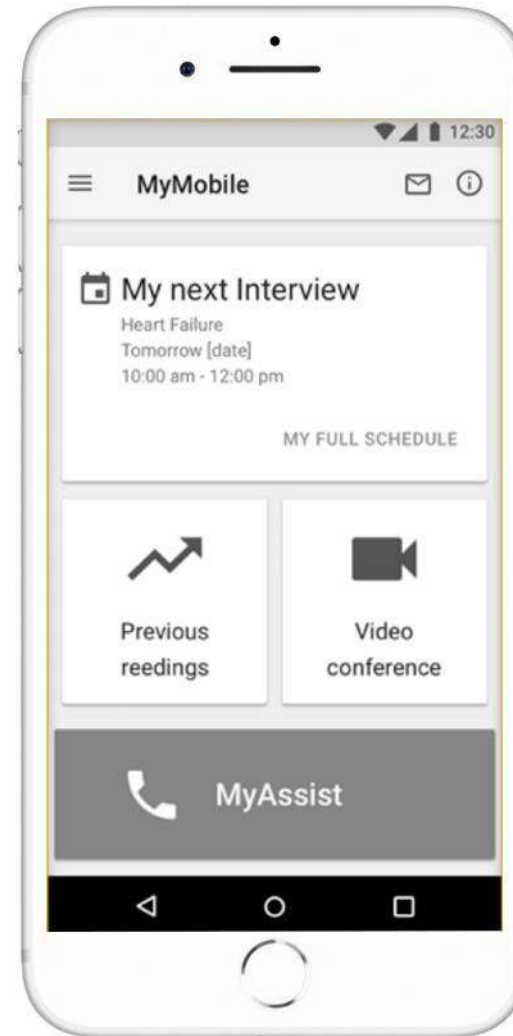 12:30
MyMobile
My next Interview
Heart Failure
Tomorrow [date]
10:00 am - 12:00 pm
MY FULL SCHEDULE
Previous
reedings
Video
conference
MyAssist